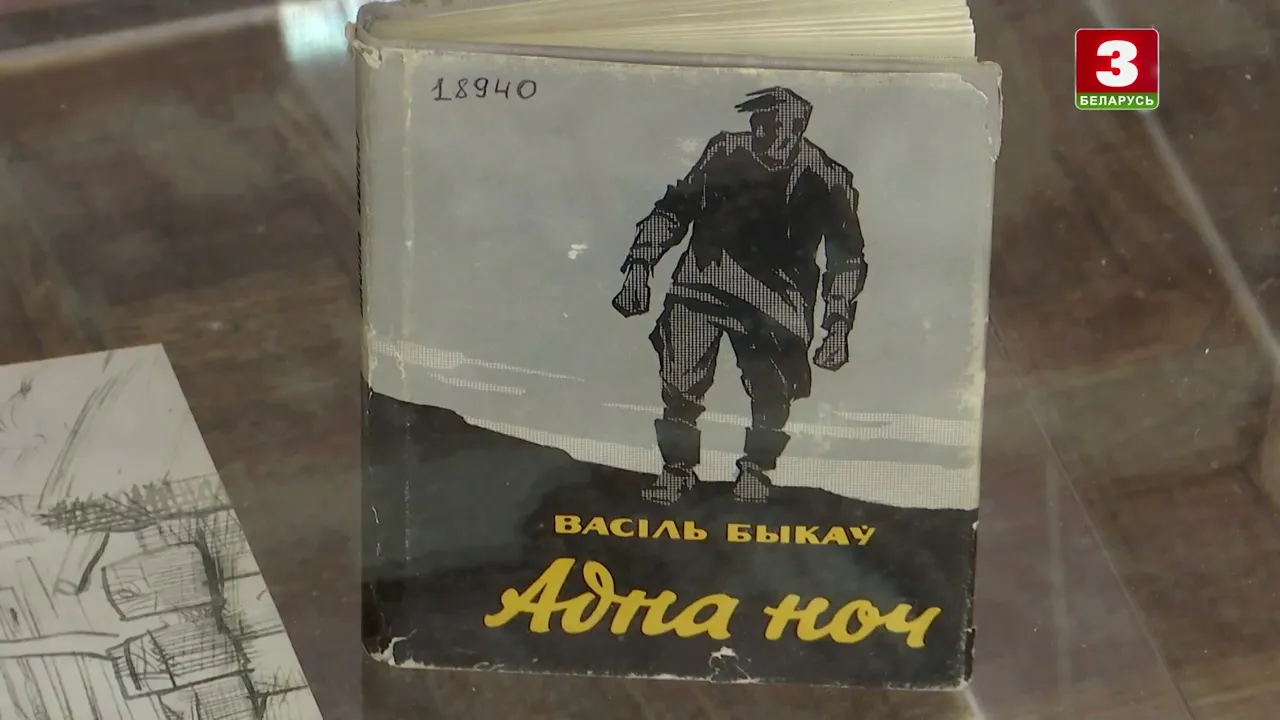 18940
3
БЕЛАРУСЬ
ВАСІЛЬ БЫКАЎ
Адна ноч